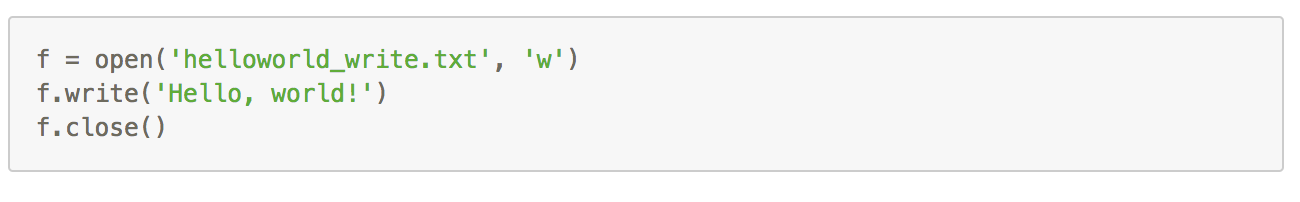 f = open('helloworld_write.txt', 'w')
f.write('Hello, world!')
f.close()